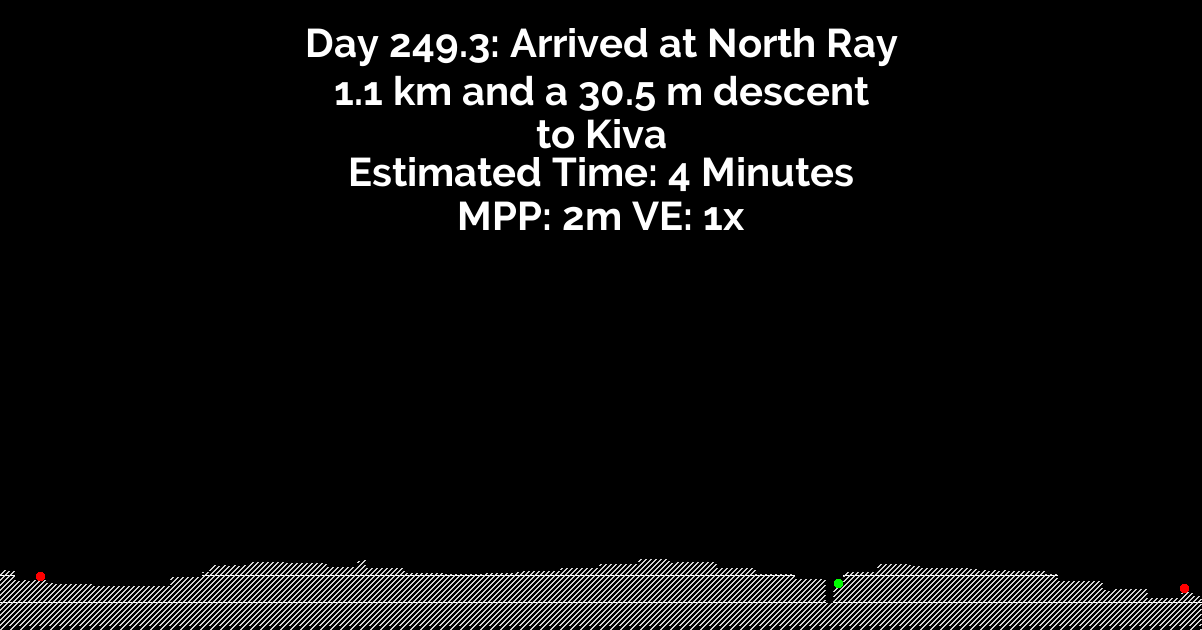 Day 249.3: Arrived at North Ray
1.1 km and a 30.5 m descent
to Kiva
Estimated Time: 4 Minutes
MPP: 2m VE: 1x